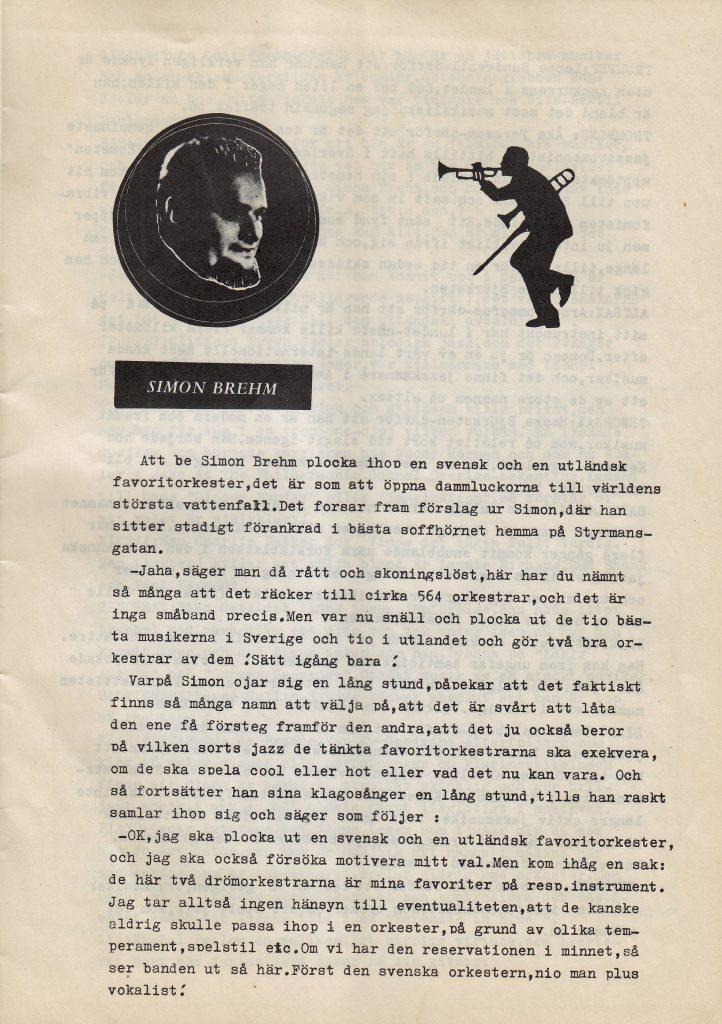 SIMON BREHM
Att be Simon Brehm plocka ihop en svensk och en utländsk
favoritorkester,det är som att öppna dammluckorna till världens
största vattenfall.Det forsar fram förslag ur Simon,där han
sitter stadigt förankrad i bästa soffhörnet hemma på Styrmans-
gatan.
-Jaha,säger man då rått och skoningslöst,här har du nämnt
så många att det räcker till cirka 564 orkestrar,och det är
inga småband precis.Men var nu snäll och plocka ut de tio bäs-
ta musikerna i Sverige och tio i utlandet och gör två bra or-
kestrar av dem !Sätt igång bara !
Varpå Simon ojar sig en lång stund,påpekar att det faktiskt
finns så många namn att välja på,att det är svårt att låta
den ene få försteg framför den andra,att det ju också beror
på vilken sorts jazz de tänkta favoritorkestrarna ska exekvera,
om de ska spela cool eller hot eller vad det nu kan vara. Och
så fortsätter han sina klagosånger en lång stund,tills han raskt
samlar ihop sig och säger som följer :
-OK,jag ska plocka ut en svensk och en utländsk favoritorkester,
och jag ska också försöka motivera mitt val.Men kom ihåg en sak:
de här två drömorkestrarna är mina favoriter på resp.instrument.
Jag tar alltså ingen hänsyn till eventualiteten,att de kanske
aldrig skulle passa ihop i en orkester,på grund av olika tem-
perament,spelstil etc.Om vi har den reservationen i minnet,så
ser banden ut så här.Först den svenska orkestern,nio man plus
vokalist!